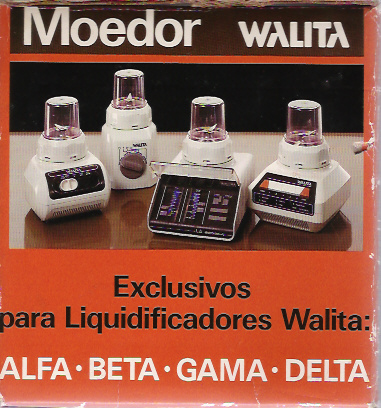 Moedor WALITA
Exclusivos
para Liquidificadores Walita:
ALFA · BETA · GAMA · DELTA